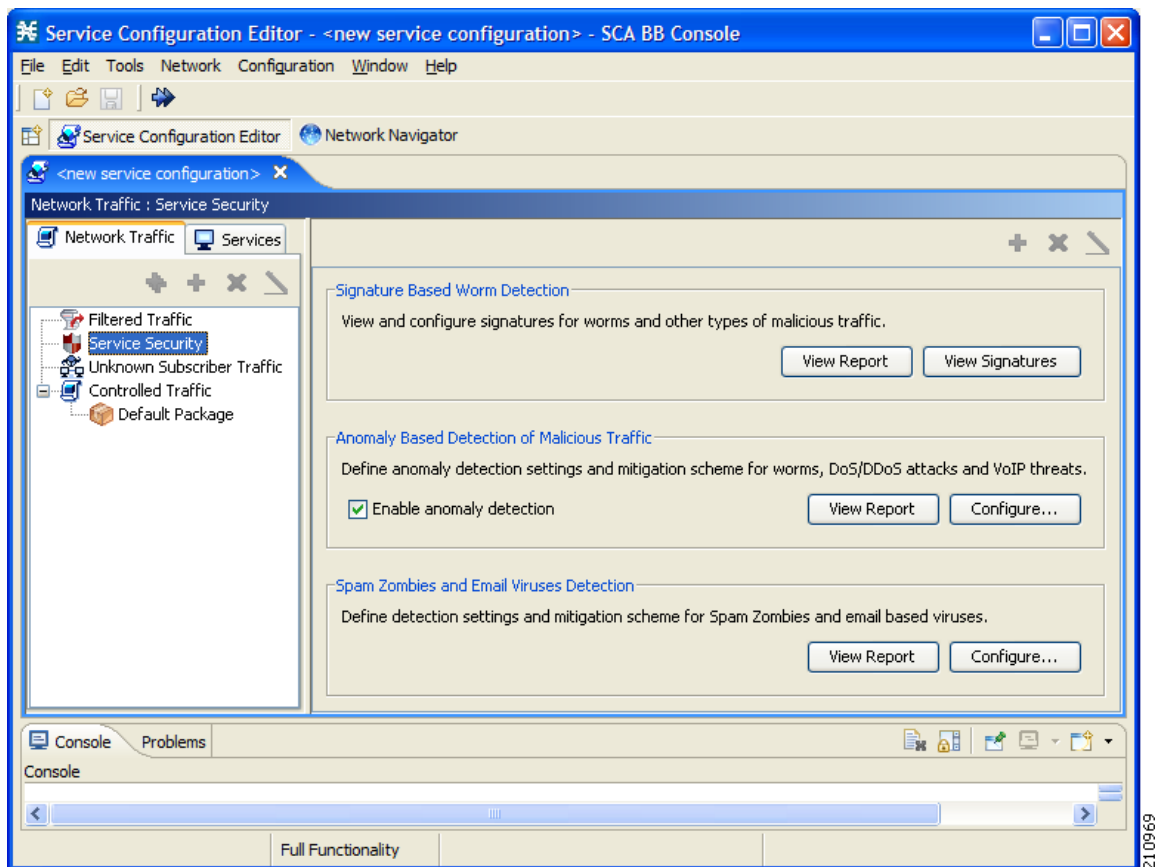 Service Configuration Editor - <new service configuration> - SCA BB Console
File Edit Tools Network Configuration Window Help
Service Configuration Editor Network Navigator
<new service configuration>
Network Traffic : Service Security
Network Traffic Services
Filtered Traffic
Service Security
Unknown Subscriber Traffic
Controlled Traffic
Default Package
Signature Based Worm Detection
View and configure signatures for worms and other types of malicious traffic.
View Report View Signatures
Anomaly Based Detection of Malicious Traffic
Define anomaly detection settings and mitigation scheme for worms, DoS/DDoS attacks and VoIP threats.
Enable anomaly detection View Report Configure...
Spam Zombies and Email Viruses Detection
Define detection settings and mitigation scheme for Spam Zombies and email based viruses.
View Report Configure...
Console Problems
Console
Full Functionality
210969